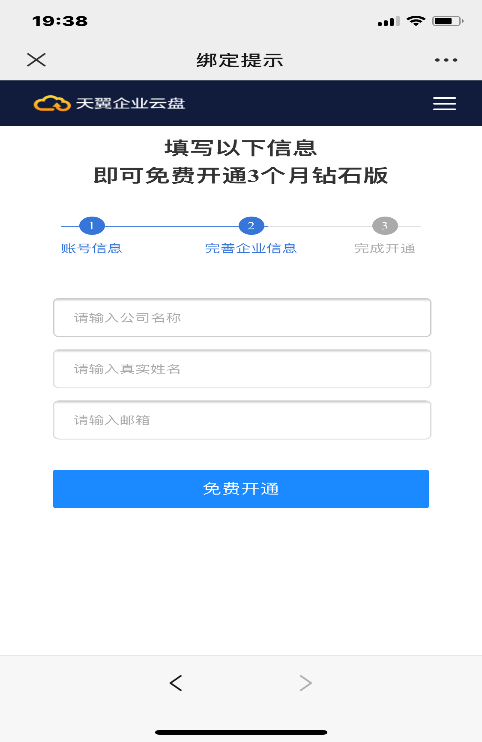 19:38
绑定提示
天翼企业云盘
填写以下信息
即可免费开通3个月钻石版
1 2 3
账号信息 完善企业信息 完成开通
请输入公司名称
请输入真实姓名
请输入邮箱
免费开通